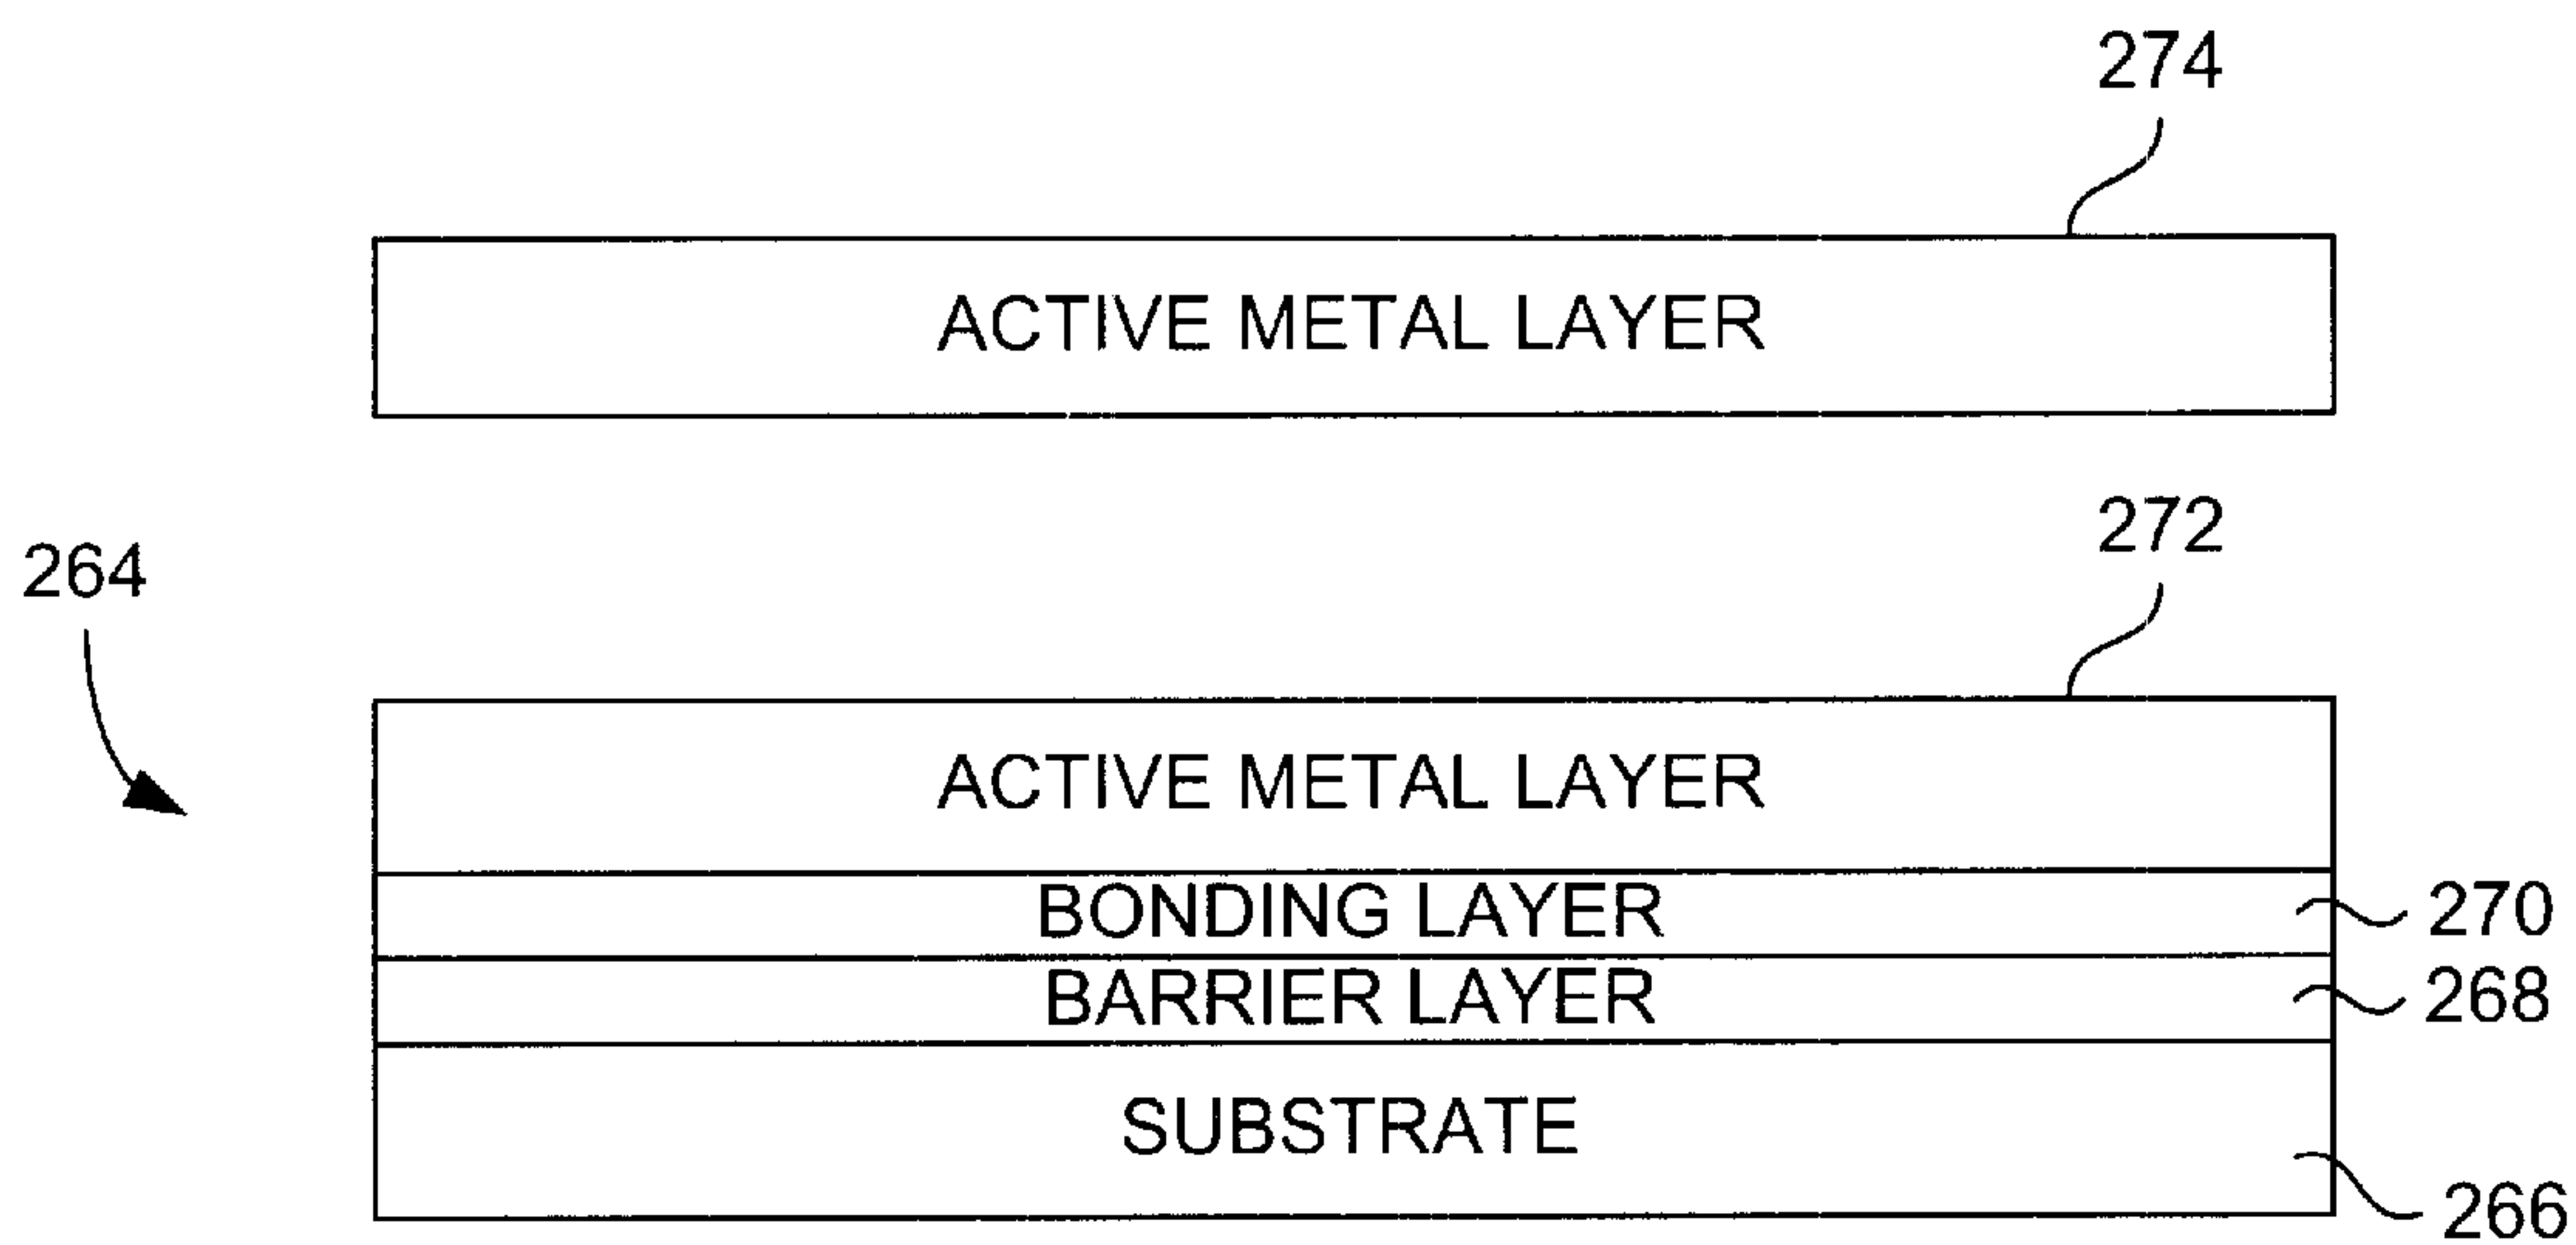 274
ACTIVE METAL LAYER
272
264
ACTIVE METAL LAYER
BONDING LAYER
270
BARRIER LAYER
268
SUBSTRATE
266